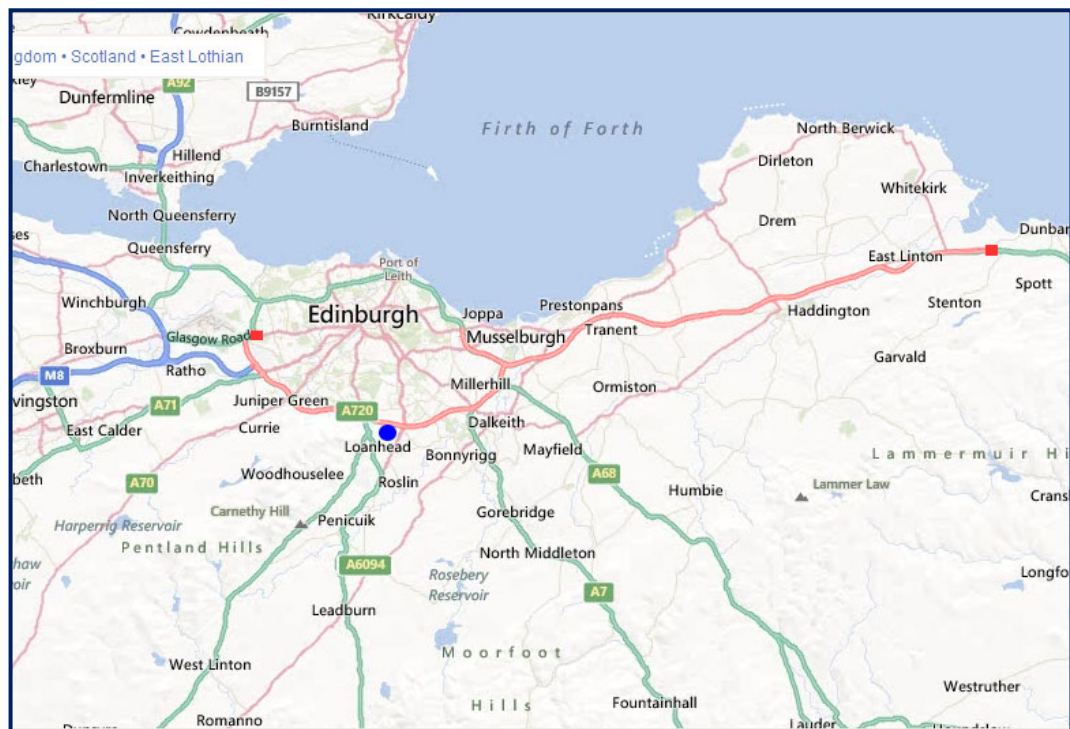 Kirkcaldy
Cowdenbeath
gdom • Scotland • East Lothian
A92
B9157
Dunfermline
Burntisland
Firth of Forth
North Berwick
Hillend
Charlestown
Dirleton
Inverkeithing
Whitekirk
North Queensferry
Drem
Dunbar
Queensferry
Port of
Leith
East Linton
Spott
Winchburgh
Edinburgh
Joppa
Prestonpans
Stenton
Haddington
Glasgow Road
Musselburgh
Tranent
Broxburn
Ratho
Garvald
M8
Millerhill
Ormiston
vingston
A71
Juniper Green
A720
East Calder
Currie
Dalkeith
Loanhead
Bonnyrigg
Mayfield
Lammermuir Hi
Woodhouselee
A68
beth
A70
Roslin
Humbie
Lammer Law
Crans
Carnethy Hill
Gorebridge
Harperrig Reservoir
Penicuik
Pentland Hills
North Middleton
haw
oir
A6094
Rosebery
Reservoir
Longfo
A7
Leadburn
Moorfoot
West Linton
Hills
Westruther
Fountainhall
Romanno
Lauder